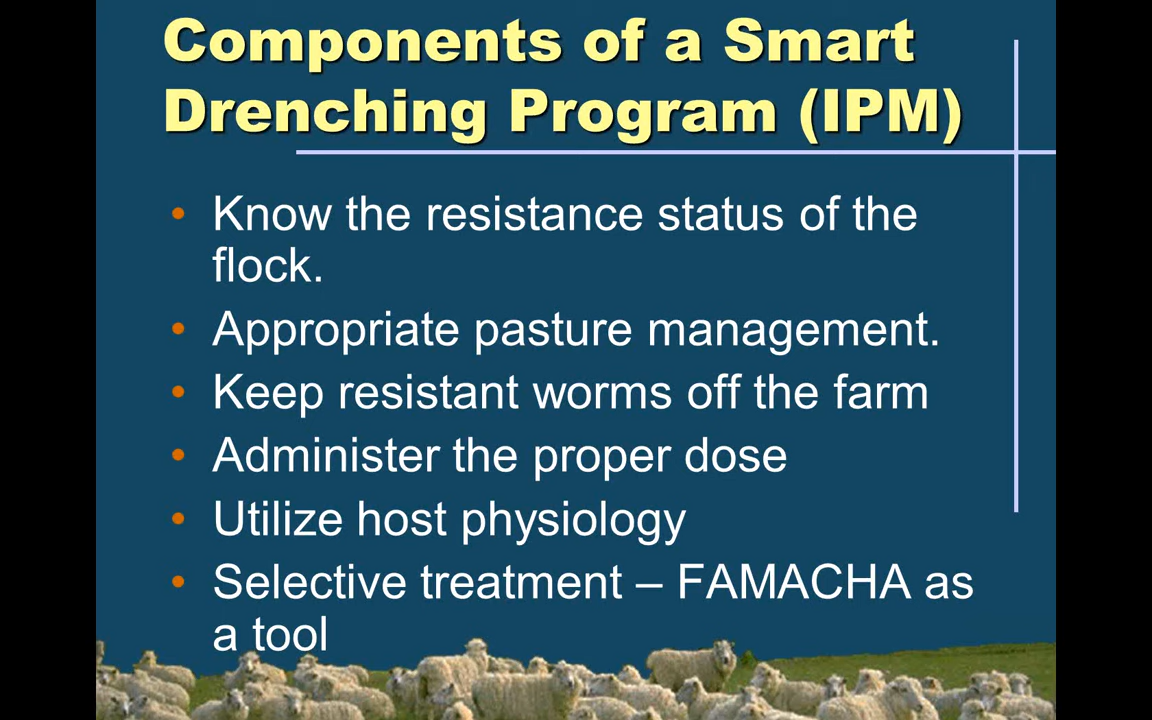 Components of a Smart
Drenching Program (IPM)
• Know the resistance status of the
flock.
• Appropriate pasture management.
• Keep resistant worms off the farm
• Administer the proper dose
• Utilize host physiology
• Selective treatment – FAMACHA as
a tool